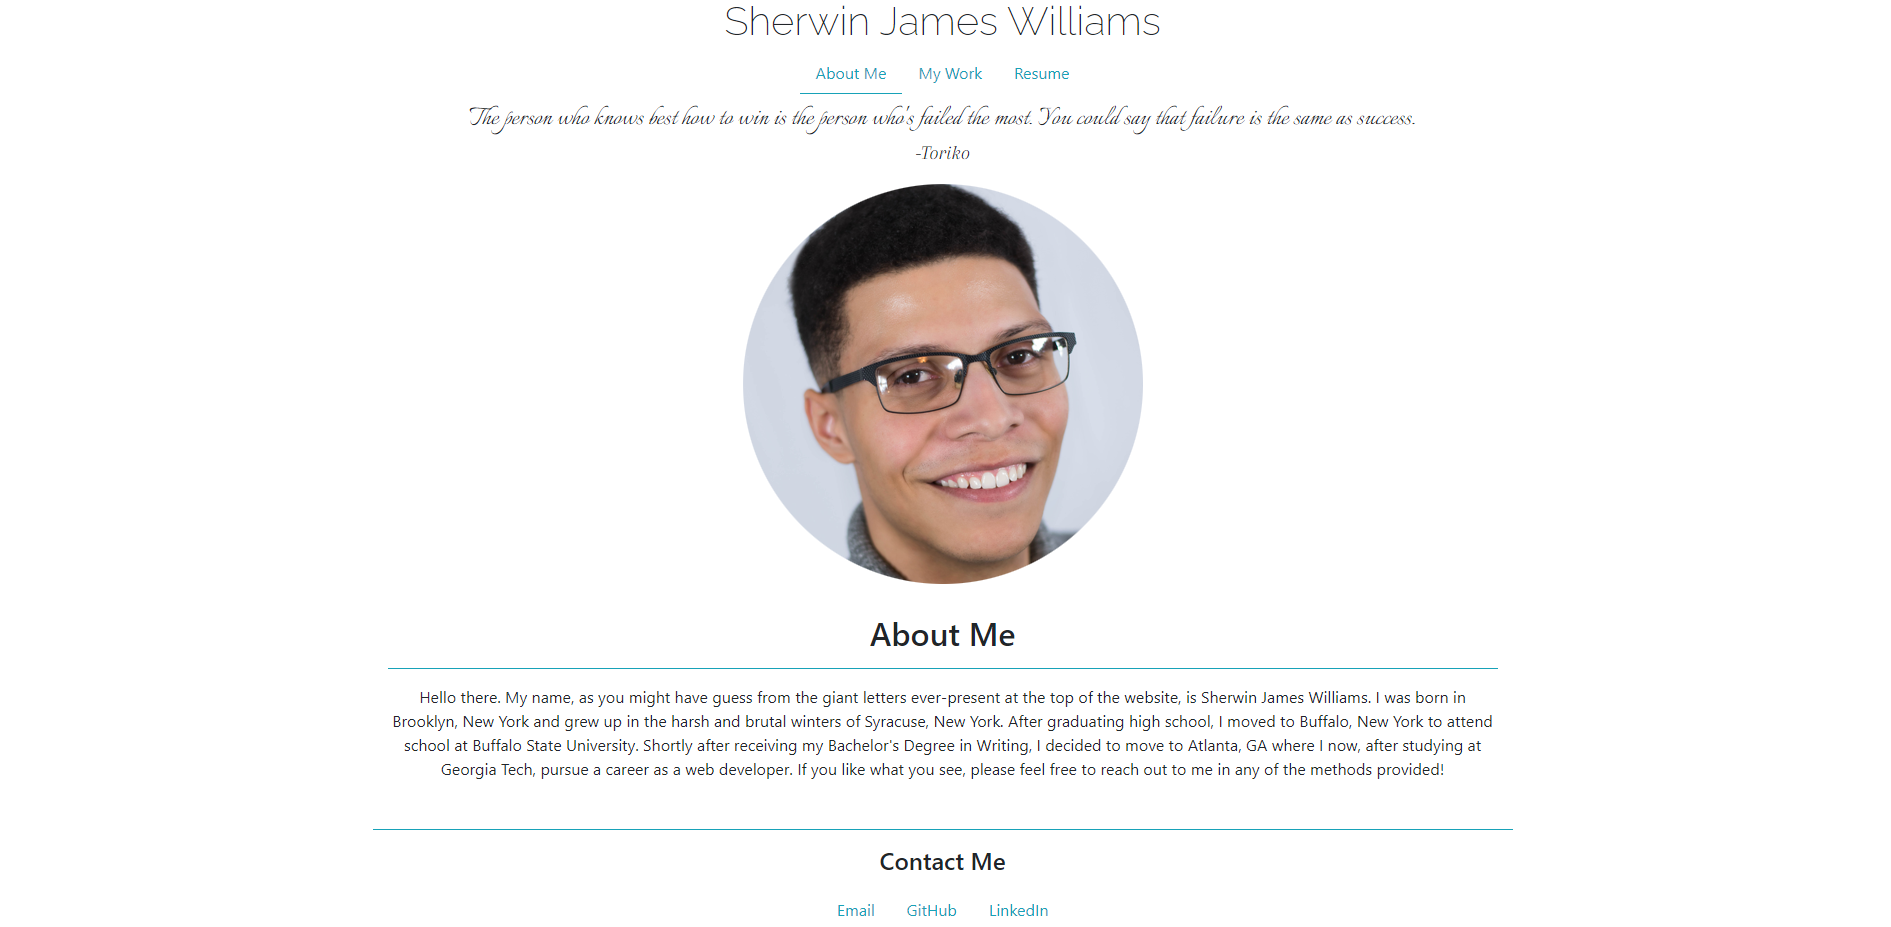 Sherwin James Williams
About Me My Work Resume
The person who knows best how to win is the person who's failed the most. You could say that failure is the same as success.
-Toriko
About Me
Hello there. My name, as you might have guess from the giant letters ever-present at the top of the website, is Sherwin James Williams. I was born in
Brooklyn, New York and grew up in the harsh and brutal winters of Syracuse, New York. After graduating high school, I moved to Buffalo, New York to attend
school at Buffalo State University. Shortly after receiving my Bachelor's Degree in Writing, I decided to move to Atlanta, GA where I now, after studying at
Georgia Tech, pursue a career as a web developer. If you like what you see, please feel free to reach out to me in any of the methods provided!
Contact Me
Email GitHub LinkedIn